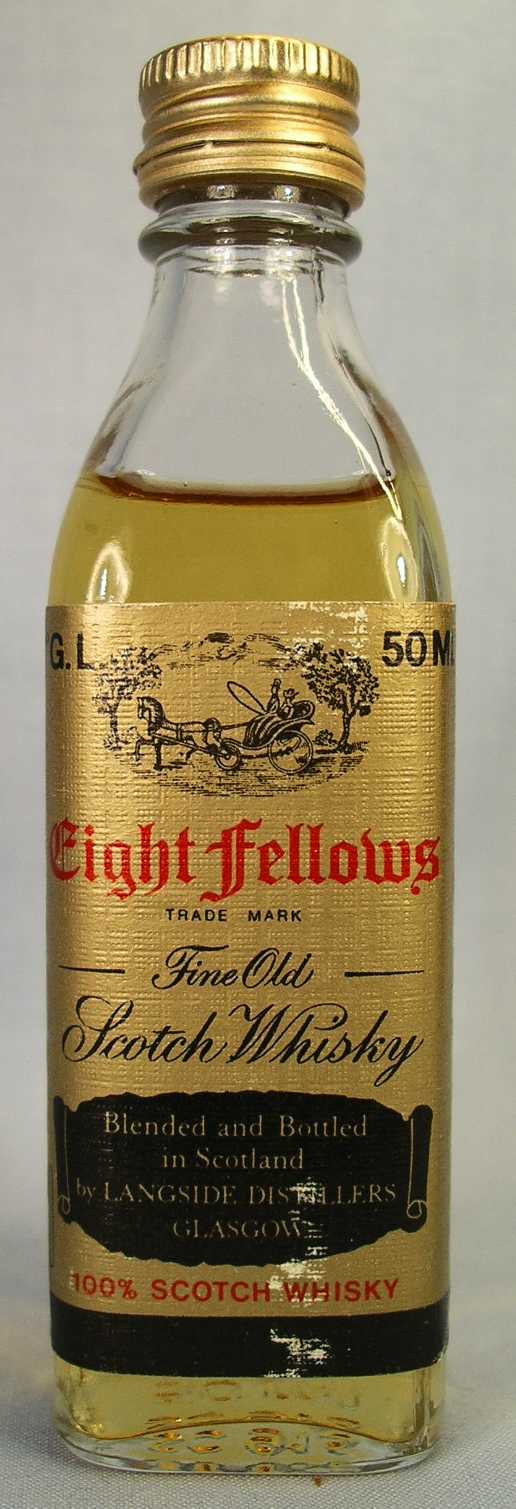 G.L. 50 ML
Eight Fellows
TRADE MARK
Fine Old
Scotch Whisky
Blended and Bottled
in Scotland
by LANGSIDE DISTILLERS
GLASGOW
100% SCOTCH WHISKY